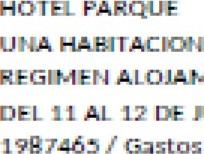 HOTEL PARQUE
UNA HABITACION
REGIMEN ALOJAM
DEL 11 AL 12 DE J
1987465 / Gastos